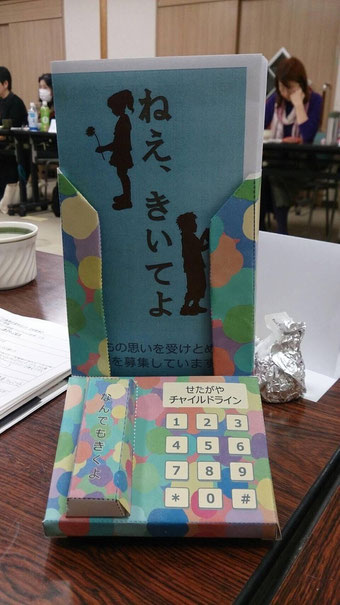 ねえ、きいてよ
ちの思いを受けとめ
を募集しています
なんでもきくよ
せたがや
チャイルドライン
1 2 3
4 5 6
7 8 9
* 0 #